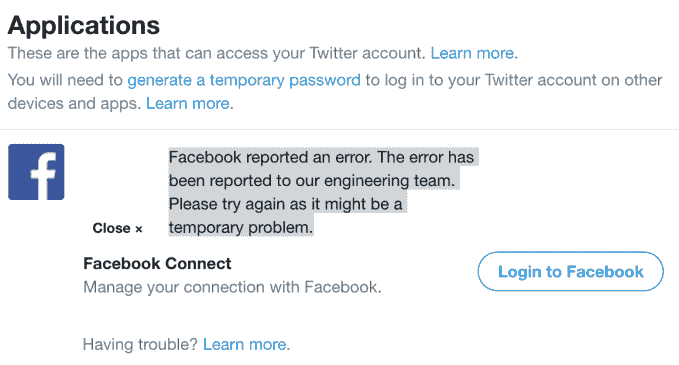 Applications
These are the apps that can access your Twitter account. Learn more.
You will need to generate a temporary password to log in to your Twitter account on other
devices and apps. Learn more.
Facebook reported an error. The error has
been reported to our engineering team.
Please try again as it might be a
temporary problem.
Close ×
Facebook Connect
Manage your connection with Facebook.
Login to Facebook
Having trouble? Learn more.